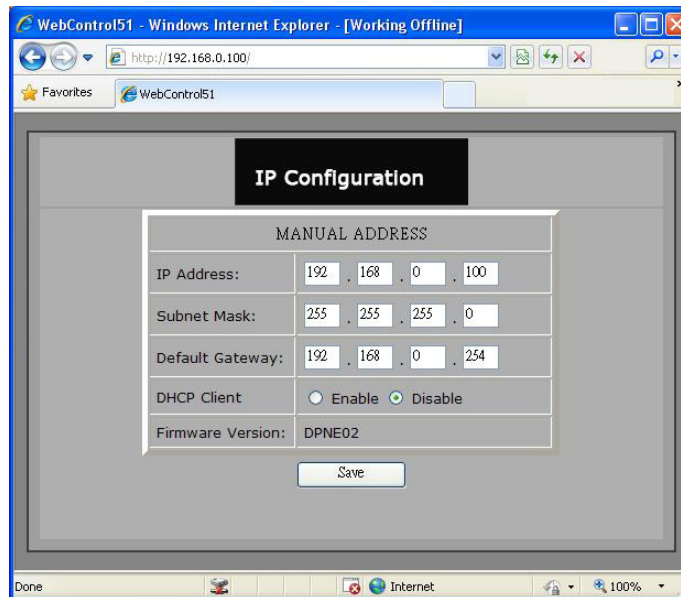 WebControl51 - Windows Internet Explorer - [Working Offline]
http://192.168.0.100/
Favorites WebControl51
IP Configuration
MANUAL ADDRESS
IP Address: 192 . 168 . 0 . 100
Subnet Mask: 255 . 255 . 255 . 0
Default Gateway: 192 . 168 . 0 . 254
DHCP Client Enable Disable
Firmware Version: DPNE02
Save
Done Internet 100%